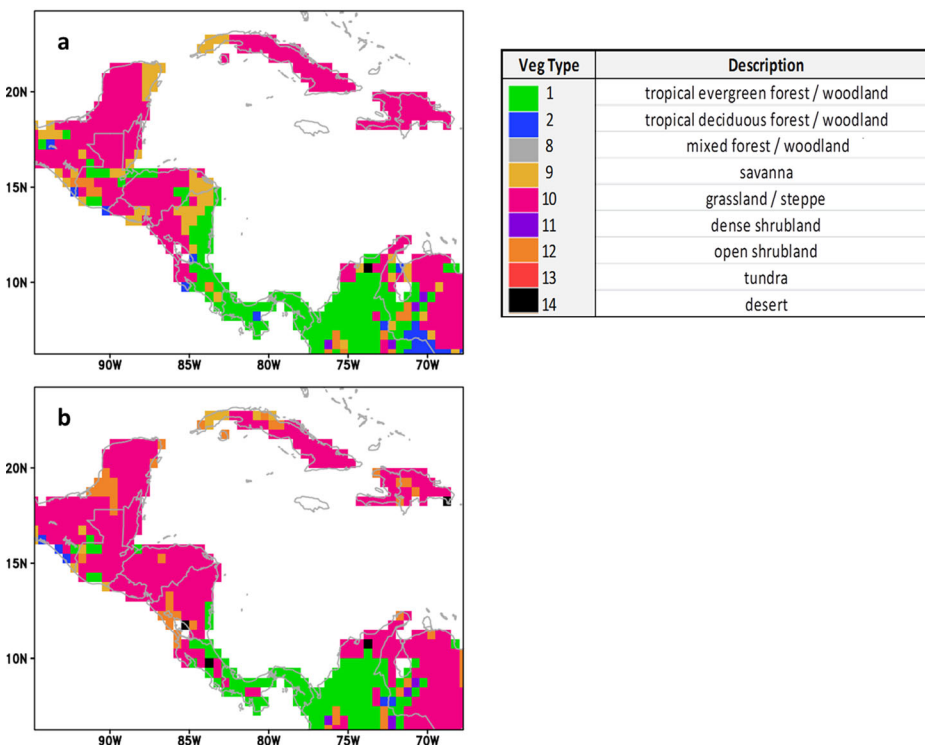 a
20N
15N
10N
90W 85W 80W 75W 70W
b
20N
15N
10N
90W 85W 80W 75W 70W
Veg Type Description
1 tropical evergreen forest / woodland
2 tropical deciduous forest / woodland
8 mixed forest / woodland
9 savanna
10 grassland / steppe
11 dense shrubland
12 open shrubland
13 tundra
14 desert